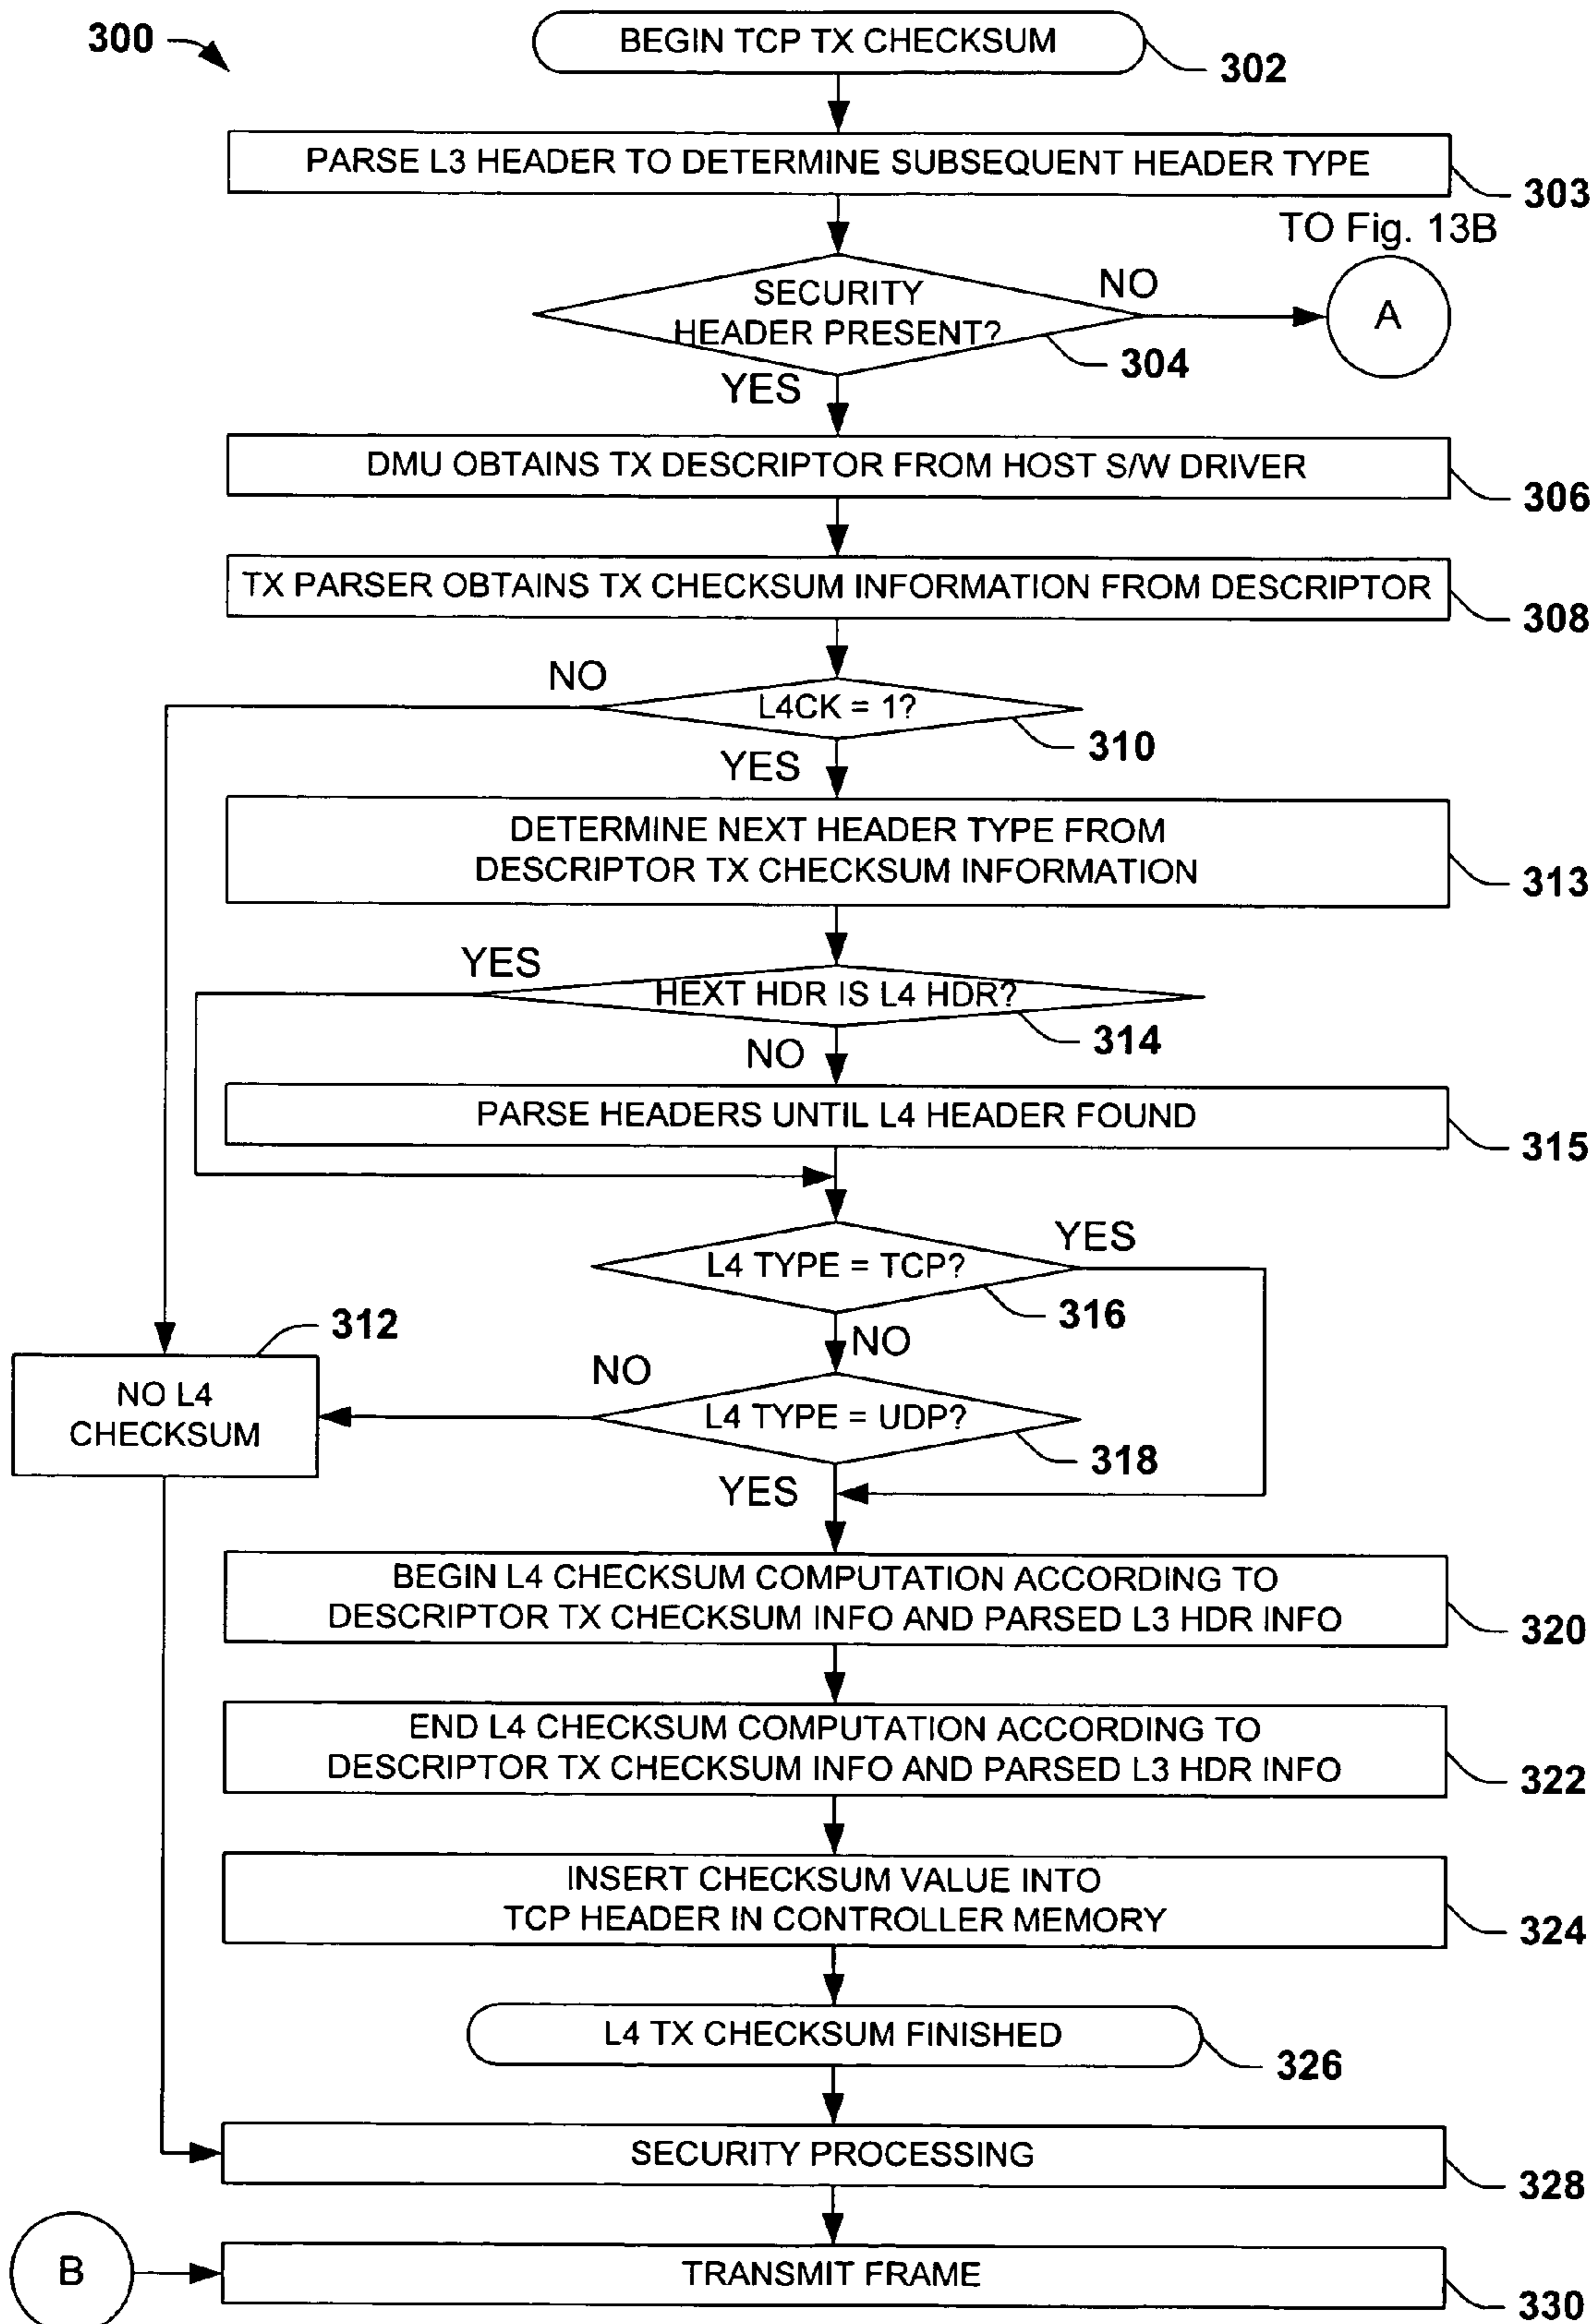 300
BEGIN TCP TX CHECKSUM
302
PARSE L3 HEADER TO DETERMINE SUBSEQUENT HEADER TYPE
303
TO Fig. 13B
SECURITY
HEADER PRESENT?
NO
A
304
YES
DMU OBTAINS TX DESCRIPTOR FROM HOST S/W DRIVER
306
TX PARSER OBTAINS TX CHECKSUM INFORMATION FROM DESCRIPTOR
308
NO
L4CK = 1?
310
YES
DETERMINE NEXT HEADER TYPE FROM
DESCRIPTOR TX CHECKSUM INFORMATION
313
YES
HEXT HDR IS L4 HDR?
314
NO
PARSE HEADERS UNTIL L4 HEADER FOUND
315
YES
L4 TYPE = TCP?
316
312
NO
NO
NO L4
CHECKSUM
L4 TYPE = UDP?
318
YES
BEGIN L4 CHECKSUM COMPUTATION ACCORDING TO
DESCRIPTOR TX CHECKSUM INFO AND PARSED L3 HDR INFO
320
END L4 CHECKSUM COMPUTATION ACCORDING TO
DESCRIPTOR TX CHECKSUM INFO AND PARSED L3 HDR INFO
322
INSERT CHECKSUM VALUE INTO
TCP HEADER IN CONTROLLER MEMORY
324
L4 TX CHECKSUM FINISHED
326
SECURITY PROCESSING
328
B
TRANSMIT FRAME
330